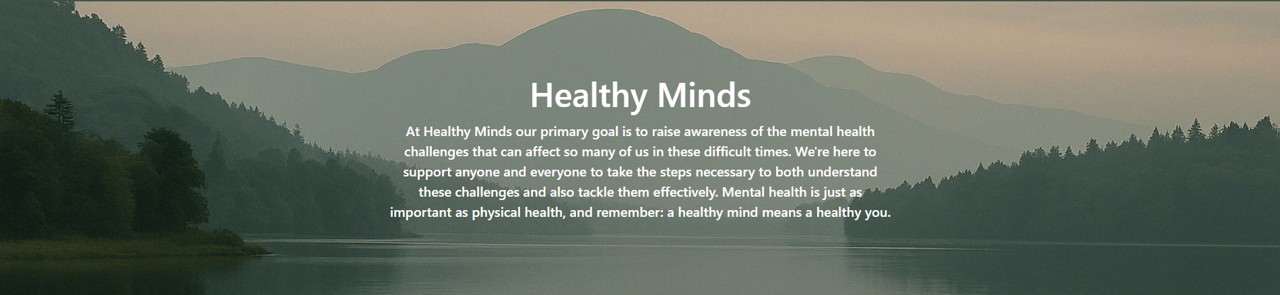 Healthy Minds
At Healthy Minds our primary goal is to raise awareness of the mental health
challenges that can affect so many of us in these difficult times. We're here to
support anyone and everyone to take the steps necessary to both understand
these challenges and also tackle them effectively. Mental health is just as
important as physical health, and remember: a healthy mind means a healthy you.